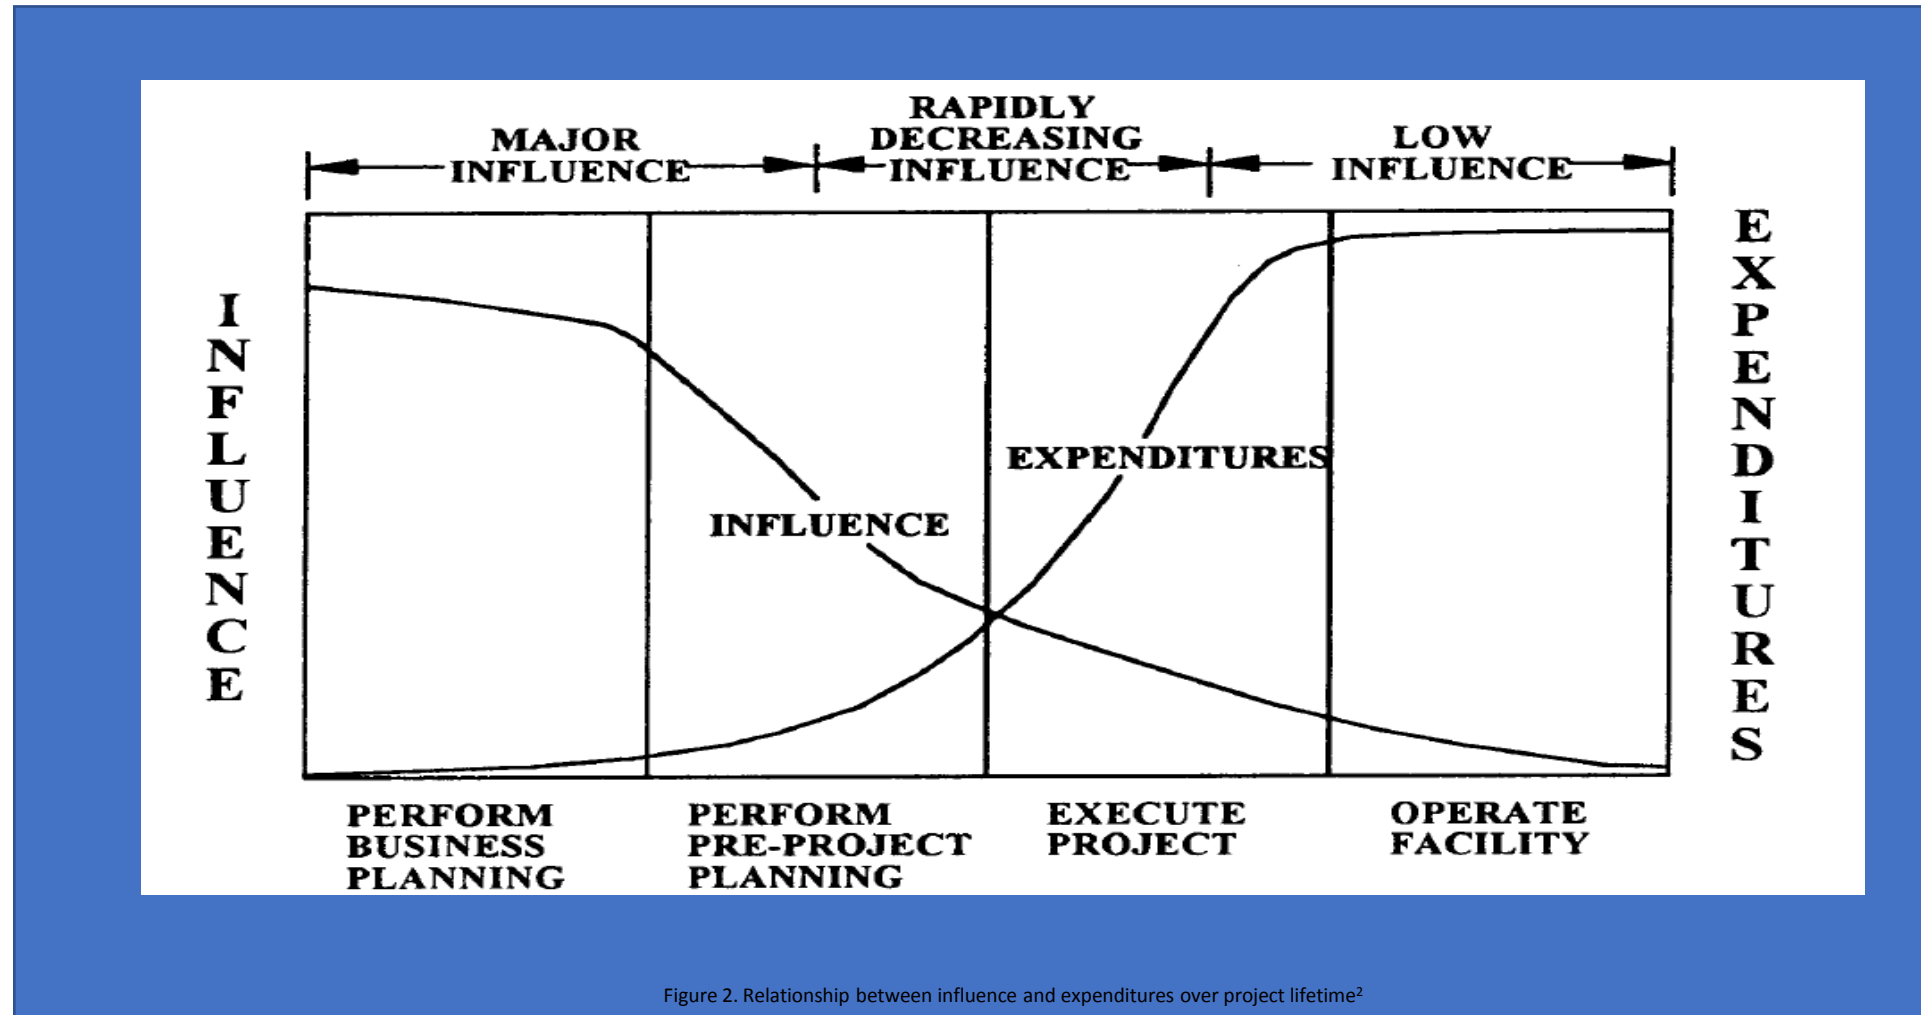 MAJOR
INFLUENCE
RAPIDLY
DECREASING
INFLUENCE
LOW
INFLUENCE
INFLUENCE
EXPENDITURES
INFLUENCE
EXPENDITURES
PERFORM
BUSINESS
PLANNING
PERFORM
PRE-PROJECT
PLANNING
EXECUTE
PROJECT
OPERATE
FACILITY
Figure 2. Relationship between influence and expenditures over project lifetime²